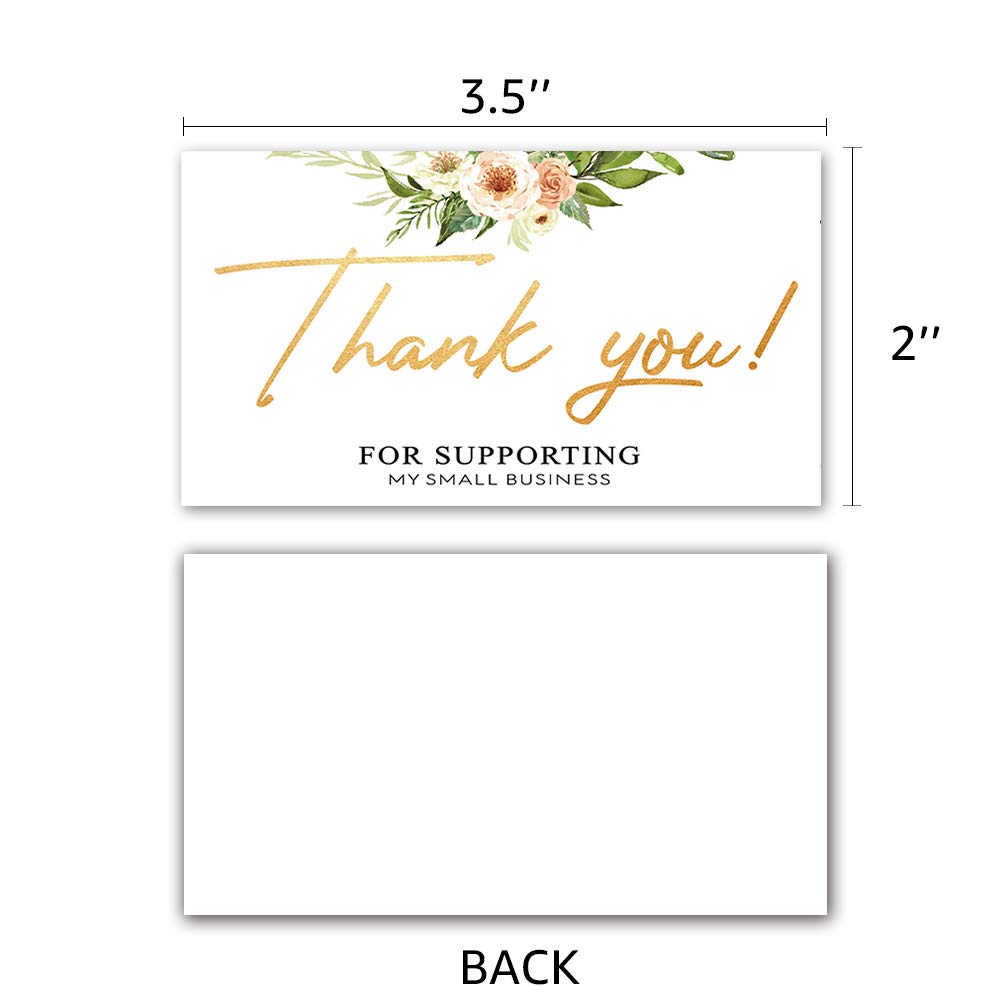 3.5’’
Thank you!
2’’
FOR SUPPORTING
MY SMALL BUSINESS
BACK